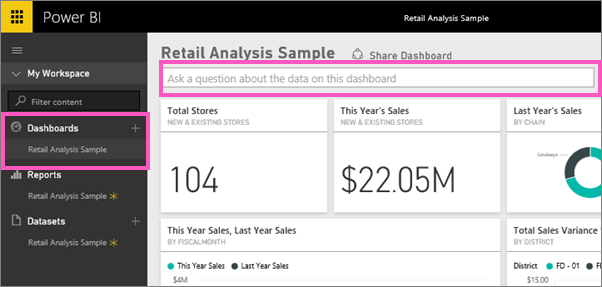 Power BI
Retail Analysis Sample
My Workspace
Filter content
Dashboards
Retail Analysis Sample
Reports
Retail Analysis Sample
Datasets
Retail Analysis Sample
Retail Analysis Sample
Share Dashboard
Ask a question about the data on this dashboard
Total Stores
NEW & EXISTING STORES
104
This Year's Sales
NEW & EXISTING STORES
$22.05M
Last Year's Sales
BY CHAIN
Lindseys
This Year Sales, Last Year Sales
BY FISCALMONTH
This Year Sales Last Year Sales
$4M
Total Sales Variance
BY DISTRICT
District FD - 01
$15.00